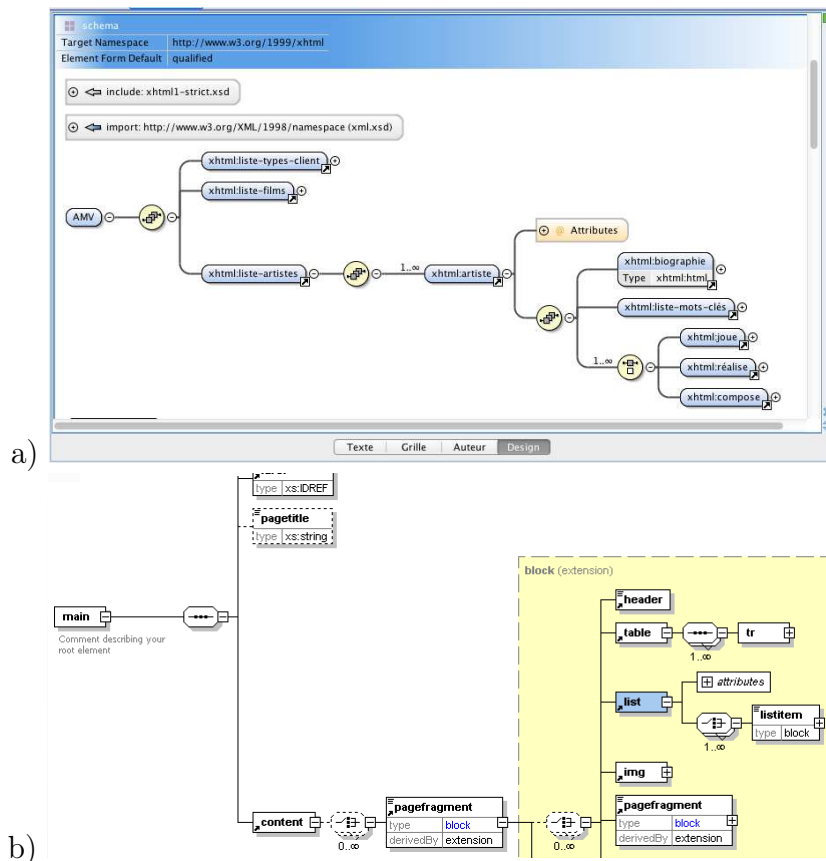 schema
Target Namespace http://www.w3.org/1999/xhtml
Element Form Default qualified
include: xhtml1-strict.xsd
import: http://www.w3.org/XML/1998/namespace (xml.xsd)
xhtml:liste-types-client
xhtml:liste-films
AMV
@ Attributes
xhtml:liste-artistes
1..∞
xhtml:artiste
xhtml:biographie
Type xhtml:html
xhtml:liste-mots-clés
xhtml:joue
1..∞
xhtml:réalise
xhtml:compose
Texte Grille Auteur Design
a)
type xs:IDREF
pagetitle
type xs:string
block (extension)
header
main
Comment describing your
root element
table
1..∞
tr
attributes
list
listitem
type block
1..∞
img
content
0..∞
pagefragment
type block
derivedBy extension
0..∞
pagefragment
type block
derivedBy extension
b)